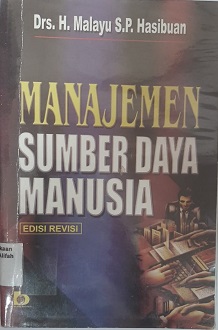 Drs. H. Malayu S.P. Hasibuan
MANAJEMEN
SUMBER DAYA
MANUSIA
EDISI REVISI